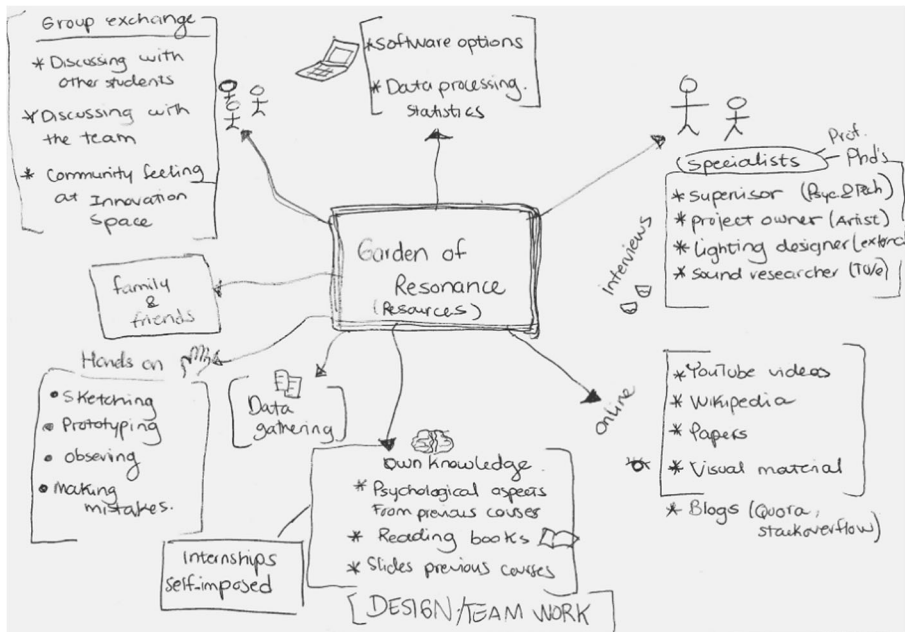 Group exchange
* Discussing with
other students
* Discussing with
the team
* Community feeling
at Innovation
Space
* Software options
* Data processing.
statistics
Prof.
Phd's
Specialists
* supervisor (Psyc&Tech)
* project owner (Artist)
* Lighting designer (extend
* sound researcher (TU/e)
Interviews
Garden of
Resonance
(Resources)
family
&
friends
Hands on
• Sketching
• Prototyping
• obseving
• Making
mistakes.
Data
gathering
own knowledge.
* Psychological aspects
From previous courses
* Reading books
* Slides previous courses
Internships
self-imposed
[DESIGN/TEAM WORK]
Online
* YouTube videos
* Wikipedia
* Papers
* Visual material
* Blogs (Quora,
stackoverflow)